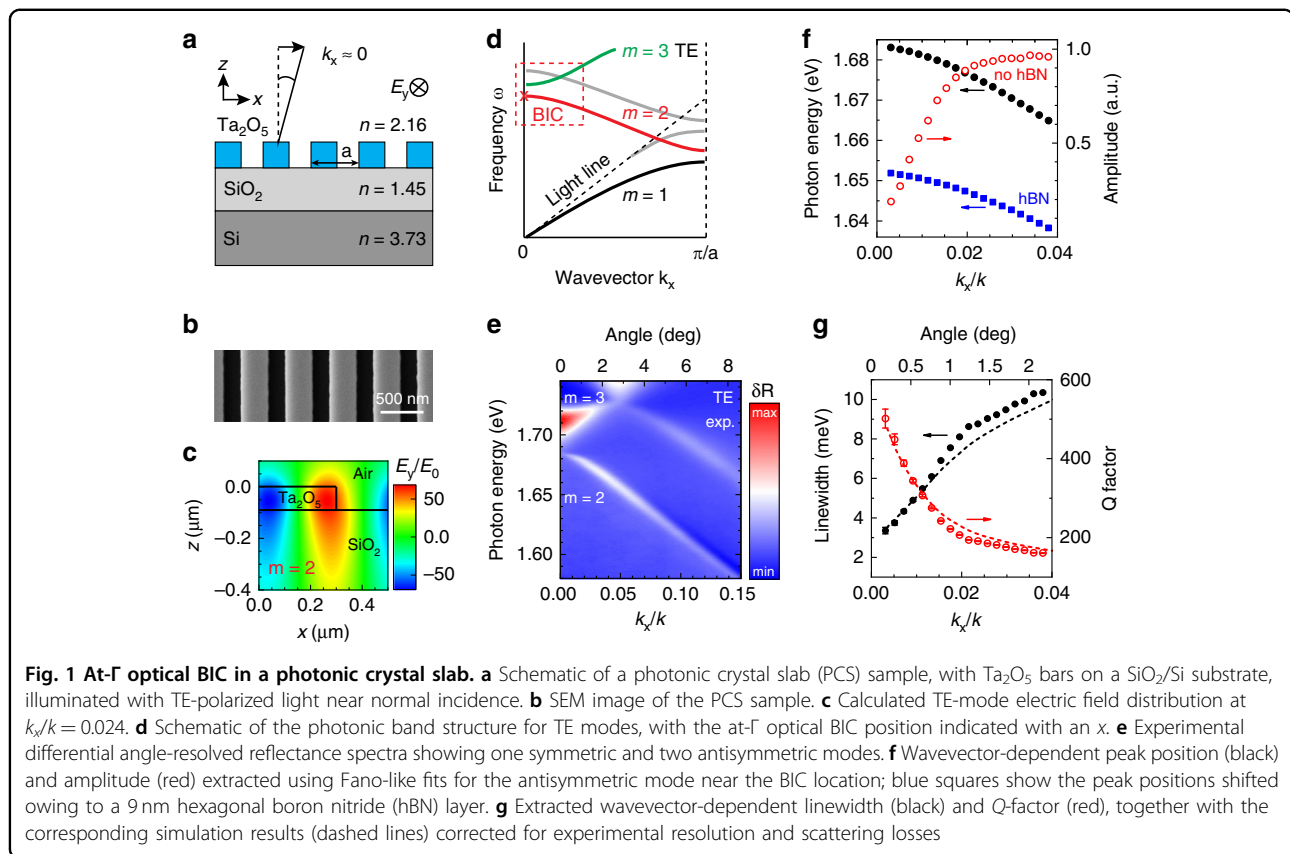 a
k_x ≈ 0
z
x
E_y ⊗
Ta₂O₅
n = 2.16
a
SiO₂
n = 1.45
Si
n = 3.73
b
500 nm
c
E_y/E_0
Air
0.0
Ta₂O₅
50
z (μm)
−0.2
SiO₂
0.0
m = 2
−50
−0.4
0.0
0.4
x (μm)
d
m = 3
TE
Frequency ω
x
BIC
m = 2
Light line
m = 1
0
π/a
Wavevector k_x
e
Angle (deg)
0 2 4 6 8
δR
m = 3
TE
max
exp.
Photon energy (eV)
1.70
m = 2
1.65
1.60
min
0.00 0.05 0.10 0.15
k_x/k
f
1.68
1.0
no hBN
Photon energy (eV)
1.67
Amplitude (a.u.)
1.66
0.5
1.65
hBN
1.64
0.0
0.00 0.02 0.04
k_x/k
g
Angle (deg)
0 0.5 1 1.5 2
600
10
Linewidth (meV)
8
Q factor
400
6
4
200
2
0.00 0.01 0.02 0.03 0.04
k_x/k
Fig. 1 At-Γ optical BIC in a photonic crystal slab. a Schematic of a photonic crystal slab (PCS) sample, with Ta₂O₅ bars on a SiO₂/Si substrate,
illuminated with TE-polarized light near normal incidence. b SEM image of the PCS sample. c Calculated TE-mode electric field distribution at
k_x/k = 0.024. d Schematic of the photonic band structure for TE modes, with the at-Γ optical BIC position indicated with an x. e Experimental
differential angle-resolved reflectance spectra showing one symmetric and two antisymmetric modes. f Wavevector-dependent peak position (black)
and amplitude (red) extracted using Fano-like fits for the antisymmetric mode near the BIC location; blue squares show the peak positions shifted
owing to a 9 nm hexagonal boron nitride (hBN) layer. g Extracted wavevector-dependent linewidth (black) and Q-factor (red), together with the
corresponding simulation results (dashed lines) corrected for experimental resolution and scattering losses